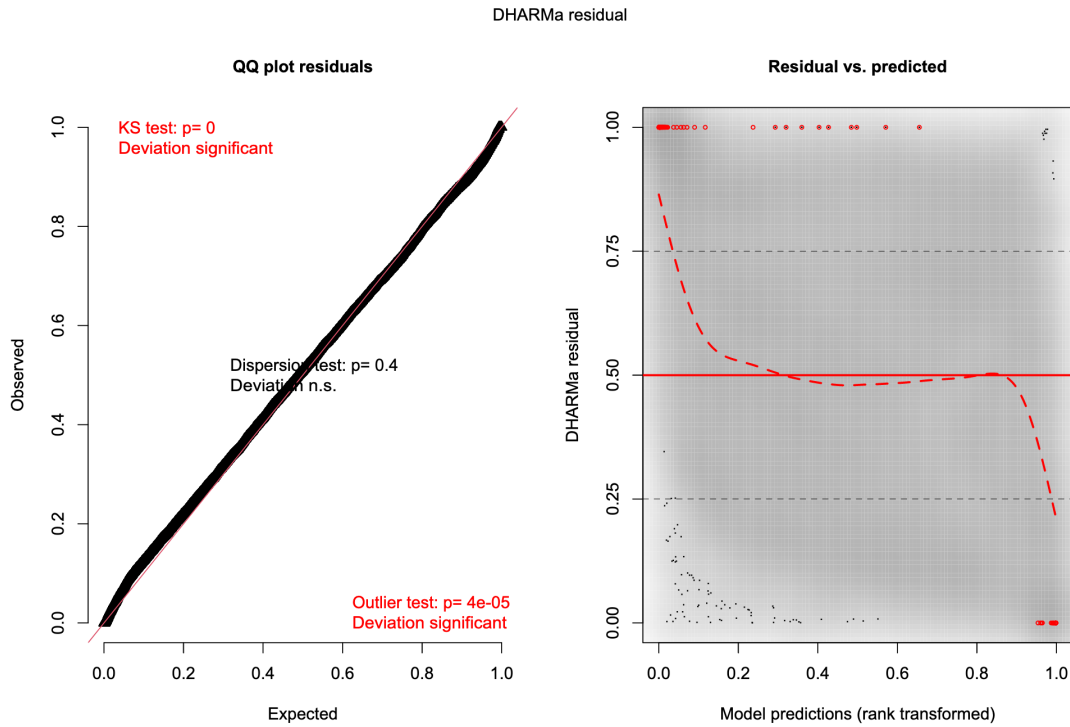 DHARMa residual
QQ plot residuals
KS test: p= 0
Deviation significant
Dispersion test: p= 0.4
Deviation n.s.
Outlier test: p= 4e-05
Deviation significant
Observed
1.0
0.8
0.6
0.4
0.2
0.0
0.0 0.2 0.4 0.6 0.8 1.0
Expected
Residual vs. predicted
DHARMa residual
1.00
0.75
0.50
0.25
0.00
0.0 0.2 0.4 0.6 0.8 1.0
Model predictions (rank transformed)